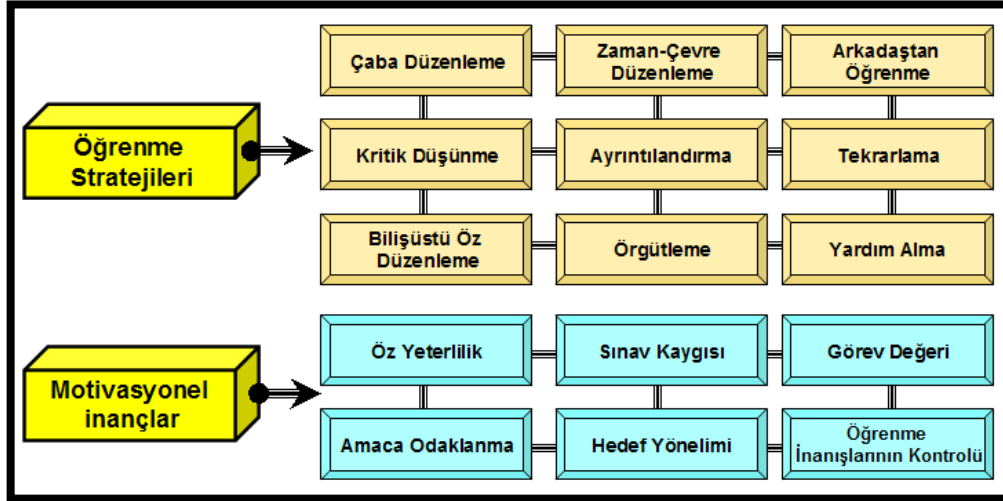 Öğrenme
Stratejileri
Çaba Düzenleme
Zaman-Çevre
Düzenleme
Arkadaştan
Öğrenme
Kritik Düşünme
Ayrıntılandırma
Tekrarlama
Bilişüstü Öz
Düzenleme
Örgütleme
Yardım Alma
Motivasyonel
inançlar
Öz Yeterlilik
Sınav Kaygısı
Görev Değeri
Amaca Odaklanma
Hedef Yönelimi
Öğrenme
İnanışlarının Kontrolü